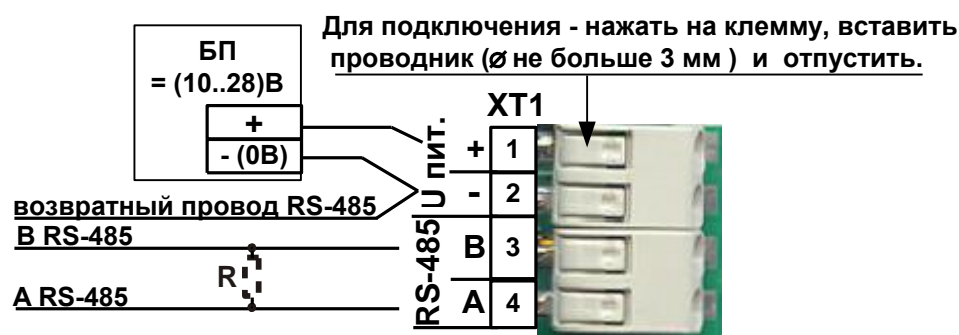 Для подключения - нажать на клемму, вставить
проводник (ø не больше 3 мм ) и отпустить.
БП
= (10..28)В
+
- (0В)
XT1
U пит.
+ 1
- 2
возвратный провод RS-485
B RS-485
RS-485
B 3
R
A RS-485
A 4